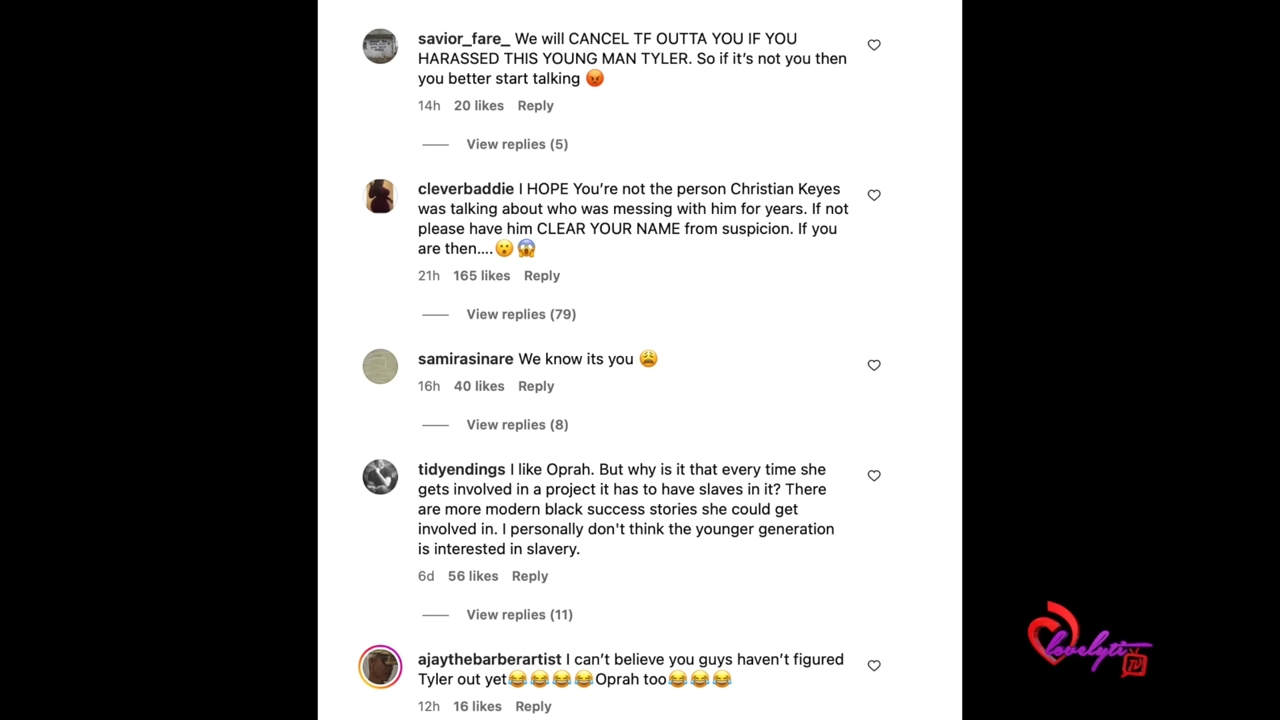 savior_fare_ We will CANCEL TF OUTTA YOU IF YOU
HARASSED THIS YOUNG MAN TYLER. So if it’s not you then
you better start talking 😡
14h 20 likes Reply
View replies (5)
cleverbaddie I HOPE You’re not the person Christian Keyes
was talking about who was messing with him for years. If not
please have him CLEAR YOUR NAME from suspicion. If you
are then....😮 😱
21h 165 likes Reply
View replies (79)
samirasinare We know its you 😩
16h 40 likes Reply
View replies (8)
tidyendings I like Oprah. But why is it that every time she
gets involved in a project it has to have slaves in it? There
are more modern black success stories she could get
involved in. I personally don't think the younger generation
is interested in slavery.
6d 56 likes Reply
View replies (11)
ajaythebarberartist I can’t believe you guys haven’t figured
Tyler out yet😂😂😂😂Oprah too😂😂😂
12h 16 likes Reply
lovelyti
TV